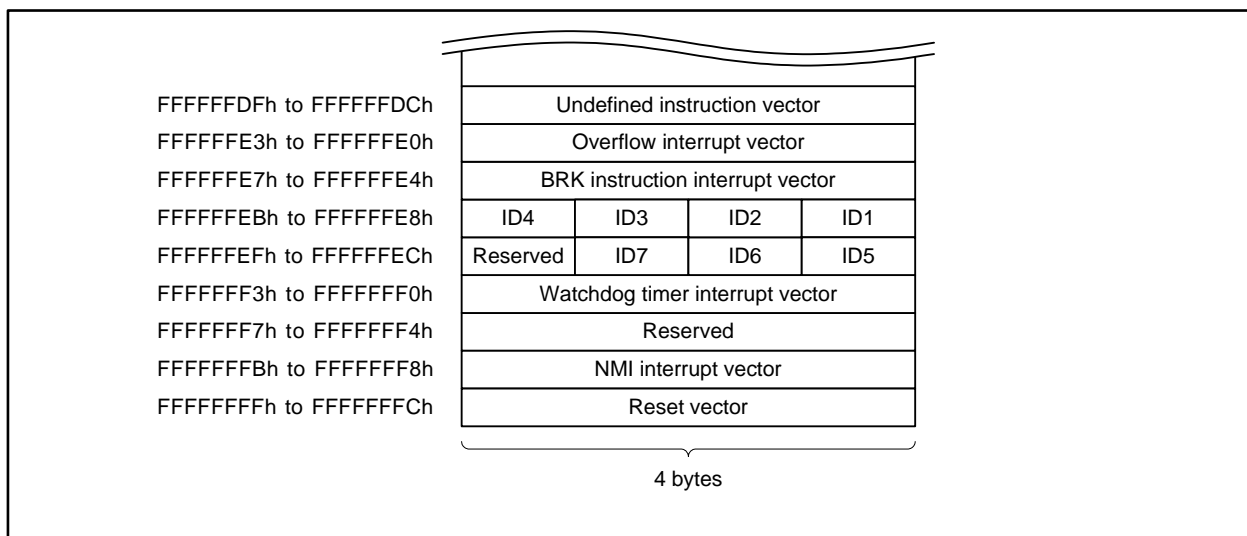 FFFFFFDFh to FFFFFFDCh Undefined instruction vector
FFFFFFE3h to FFFFFFE0h Overflow interrupt vector
FFFFFFE7h to FFFFFFE4h BRK instruction interrupt vector
FFFFFFEBh to FFFFFFE8h ID4 ID3 ID2 ID1
FFFFFFEFh to FFFFFFECh Reserved ID7 ID6 ID5
FFFFFFF3h to FFFFFFF0h Watchdog timer interrupt vector
FFFFFFF7h to FFFFFFF4h Reserved
FFFFFFFBh to FFFFFFF8h NMI interrupt vector
FFFFFFFFh to FFFFFFFCh Reset vector
4 bytes